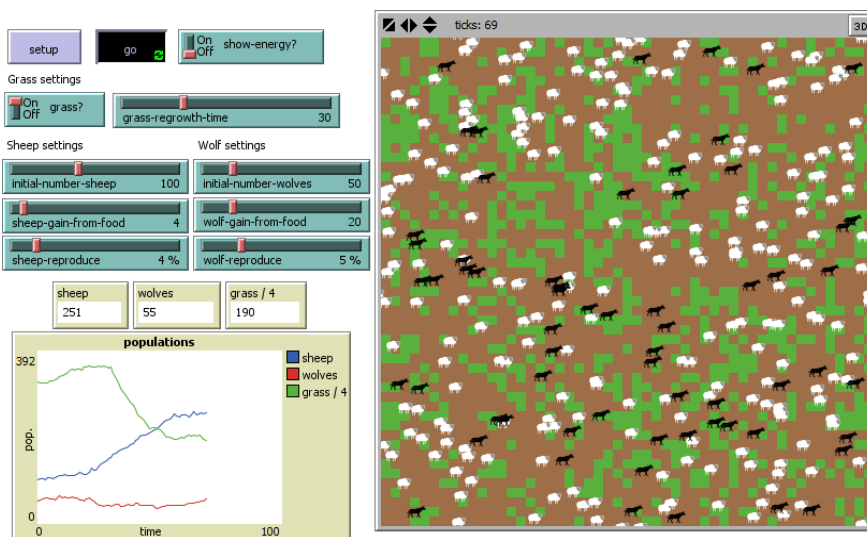 setup
go
On
Off
show-energy?
ticks: 69
3D
Grass settings
On
Off
grass?
grass-regrowth-time 30
Sheep settings
Wolf settings
initial-number-sheep 100
initial-number-wolves 50
sheep-gain-from-food 4
wolf-gain-from-food 20
sheep-reproduce 4 %
wolf-reproduce 5 %
sheep
251
wolves
55
grass / 4
190
populations
392
pop.
0
0
time
100
sheep
wolves
grass / 4